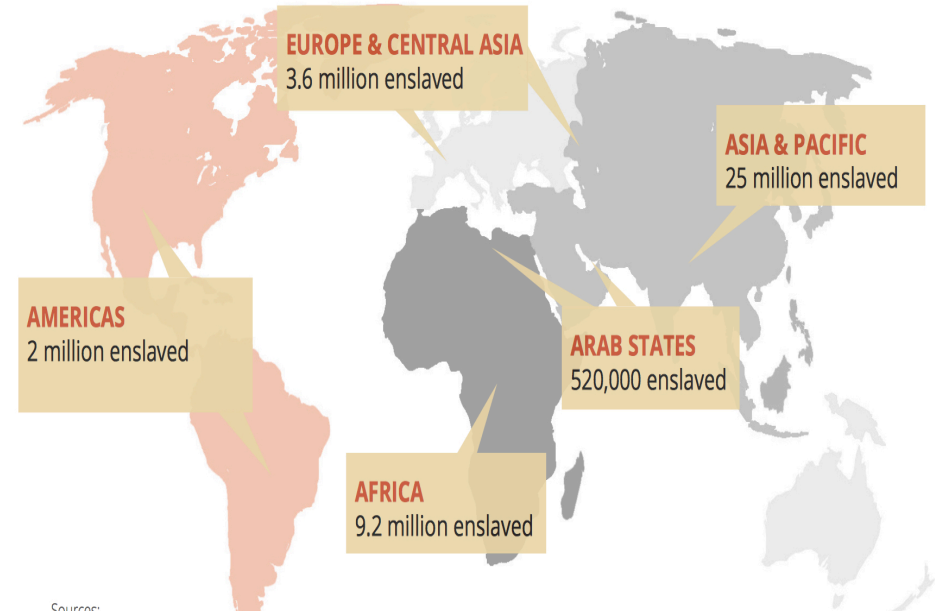 EUROPE & CENTRAL ASIA
3.6 million enslaved
ASIA & PACIFIC
25 million enslaved
AMERICAS
2 million enslaved
ARAB STATES
520,000 enslaved
AFRICA
9.2 million enslaved
Sources: